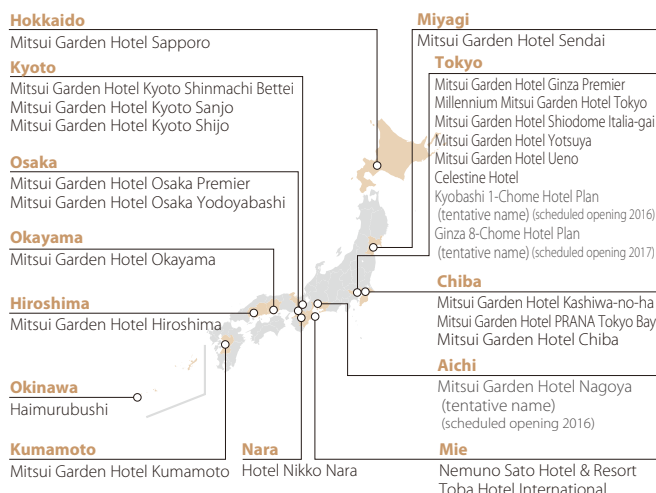 Hokkaido
Mitsui Garden Hotel Sapporo
Kyoto
Mitsui Garden Hotel Kyoto Shinmachi Bettei
Mitsui Garden Hotel Kyoto Sanjo
Mitsui Garden Hotel Kyoto Shijo
Osaka
Mitsui Garden Hotel Osaka Premier
Mitsui Garden Hotel Osaka Yodoyabashi
Okayama
Mitsui Garden Hotel Okayama
Hiroshima
Mitsui Garden Hotel Hiroshima
Okinawa
Haimurubushi
Kumamoto
Mitsui Garden Hotel Kumamoto
Nara
Hotel Nikko Nara
Miyagi
Mitsui Garden Hotel Sendai
Tokyo
Mitsui Garden Hotel Ginza Premier
Millennium Mitsui Garden Hotel Tokyo
Mitsui Garden Hotel Shiodome Italia-gai
Mitsui Garden Hotel Yotsuya
Mitsui Garden Hotel Ueno
Celestine Hotel
Kyobashi 1-Chome Hotel Plan
(tentative name) (scheduled opening 2016)
Ginza 8-Chome Hotel Plan
(tentative name) (scheduled opening 2017)
Chiba
Mitsui Garden Hotel Kashiwa-no-ha
Mitsui Garden Hotel PRANA Tokyo Bay
Mitsui Garden Hotel Chiba
Aichi
Mitsui Garden Hotel Nagoya
(tentative name)
(scheduled opening 2016)
Mie
Nemuno Sato Hotel & Resort
Toba Hotel International